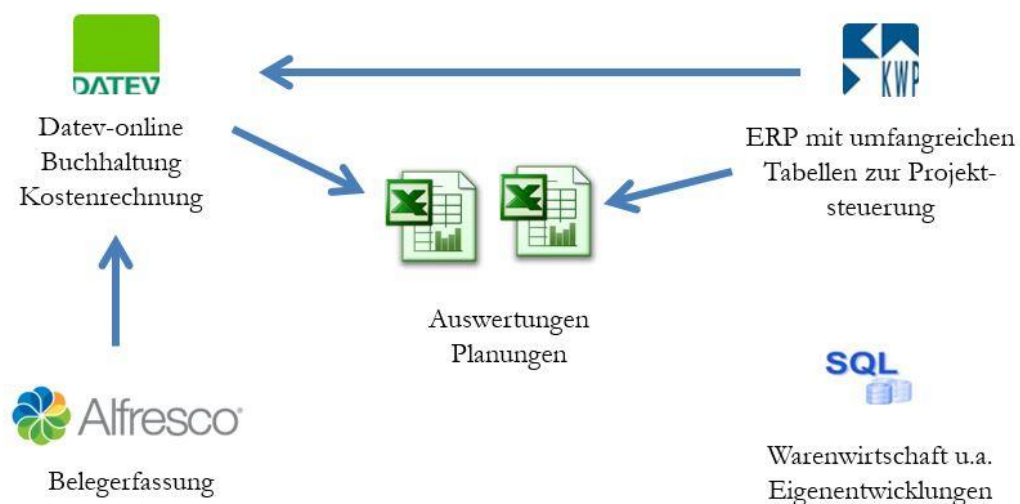 DATEV
Datev-online
Buchhaltung
Kostenrechnung
KWP
ERP mit umfangreichen
Tabellen zur Projekt-
steuerung
Auswertungen
Planungen
Alfresco
Belegerfassung
SQL
Warenwirtschaft u.a.
Eigenentwicklungen